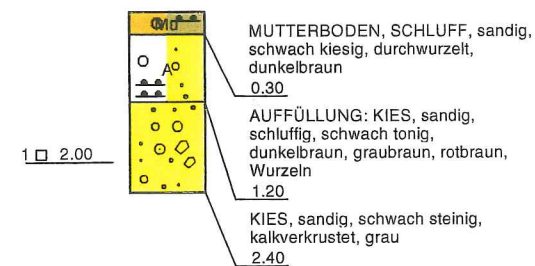 Mu
MUTTERBODEN, SCHLUFF, sandig,
schwach kiesig, durchwurzelt,
dunkelbraun
0.30
A
AUFFÜLLUNG: KIES, sandig,
schluffig, schwach tonig,
dunkelbraun, graubraun, rotbraun,
Wurzeln
1.20
1 2.00
KIES, sandig, schwach steinig,
kalkverkrustet, grau
2.40